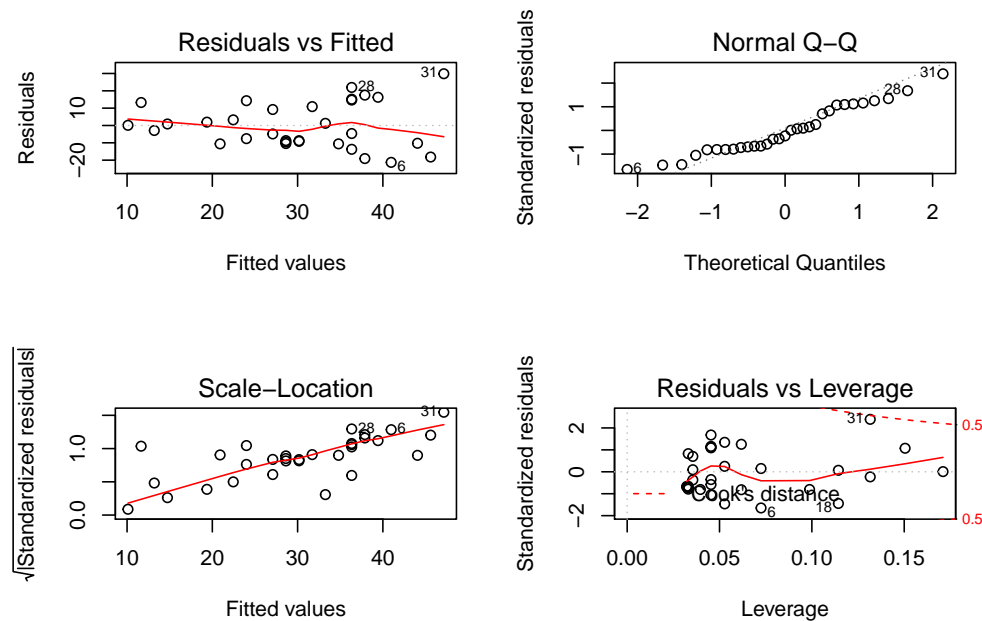 Residuals vs Fitted
Residuals
10
−20
31
28
6
10 20 30 40
Fitted values
Normal Q−Q
Standardized residuals
1
−1
31
28
6
−2 −1 0 1 2
Theoretical Quantiles
Scale−Location
√|Standardized residuals|
1.0
0.0
31
28
6
10 20 30 40
Fitted values
Residuals vs Leverage
Standardized residuals
2
0
−2
31
0.5
ook's distance
18
6
0.5
0.00 0.05 0.10 0.15
Leverage